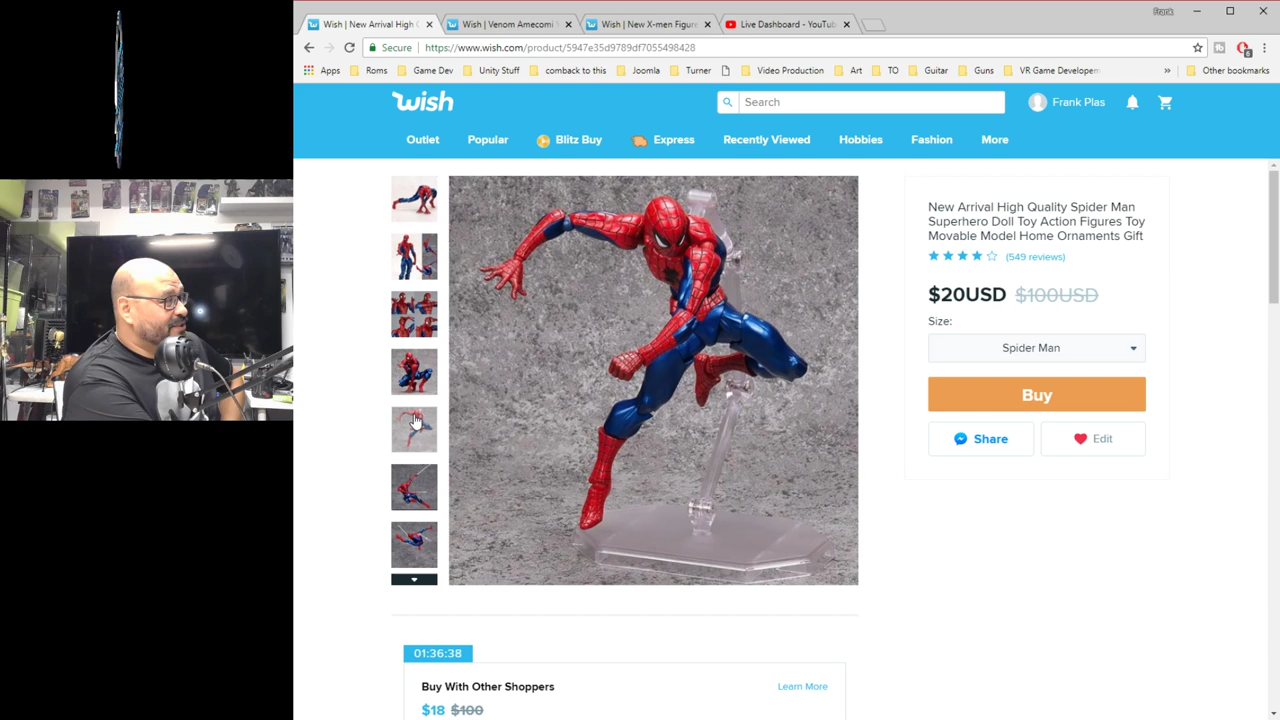 Wish | New Arrival High
Wish | Venom Amecomi
Wish | New X-men Figure
Live Dashboard - YouTub
Frank
Secure
https://www.wish.com/product/5947e35d9789df7055498428
6
Apps
Roms
Game Dev
Unity Stuff
comback to this
Joomla
Turner
Video Production
Art
TO
Guitar
Guns
VR Game Developem
»
Other bookmarks
wish
Search
Frank Plas
Outlet
Popular
Blitz Buy
Express
Recently Viewed
Hobbies
Fashion
More
New Arrival High Quality Spider Man
Superhero Doll Toy Action Figures Toy
Movable Model Home Ornaments Gift
(549 reviews)
$20USD $100USD
Size:
Spider Man
Buy
Share
Edit
01:36:38
Buy With Other Shoppers
Learn More
$18 $100